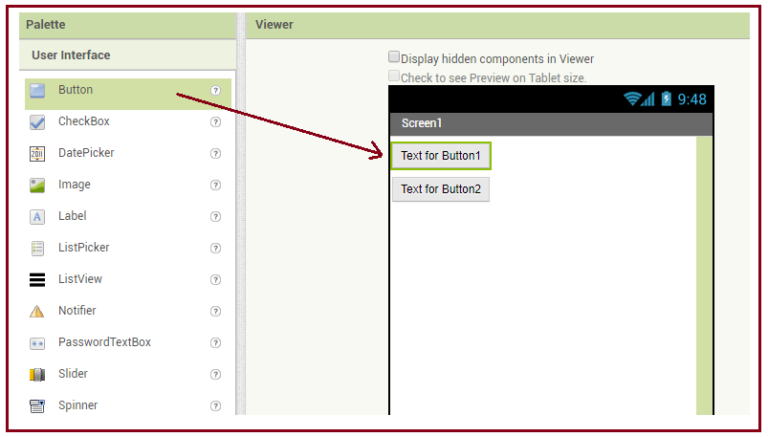 Palette
User Interface
Button ?
CheckBox ?
DatePicker ?
Image ?
A Label ?
ListPicker ?
ListView ?
Notifier ?
PasswordTextBox ?
Slider ?
Spinner ?
Viewer
Display hidden components in Viewer
Check to see Preview on Tablet size.
9:48
Screen1
Text for Button1
Text for Button2